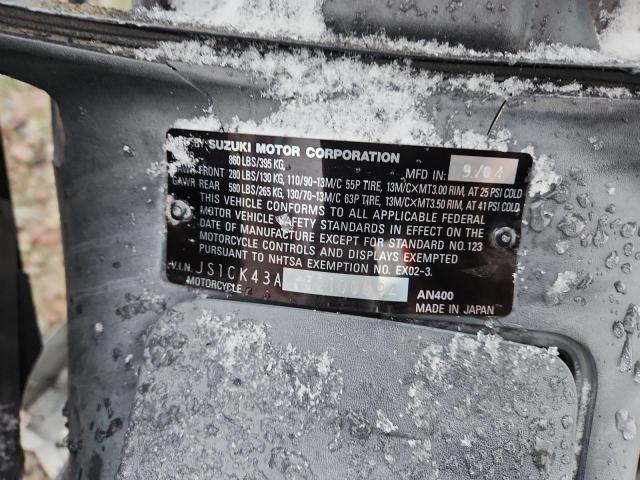 BY SUZUKI MOTOR CORPORATION
860 LBS/395 KG, MFD IN: 9/04
GAWR FRONT 280 LBS/130 KG, 110/90-13M/C 55P TIRE, 13M/C×MT3.00 RIM, AT 25 PSI COLD
GAWR REAR 580 LBS/265 KG, 130/70-13M/C 63P TIRE, 13M/C×MT3.50 RIM, AT 41 PSI COLD
THIS VEHICLE CONFORMS TO ALL APPLICABLE FEDERAL
MOTOR VEHICLE SAFETY STANDARDS IN EFFECT ON THE
DATE OF MANUFACTURE EXCEPT FOR STANDARD NO.123
MOTORCYCLE CONTROLS AND DISPLAYS EXEMPTED
PURSUANT TO NHTSA EXEMPTION NO. EX02-3.
V.I.N. JS1CK43A
MOTORCYCLE AN400
MADE IN JAPAN